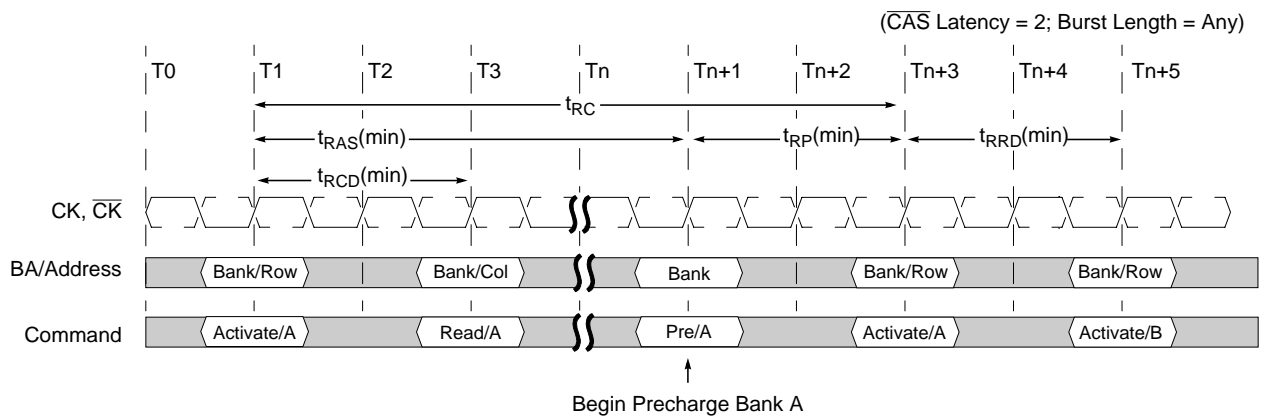 (CAS Latency = 2; Burst Length = Any)
T0 T1 T2 T3 Tn Tn+1 Tn+2 Tn+3 Tn+4 Tn+5
tRC
tRAS(min) tRP(min) tRRD(min)
tRCD(min)
CK, CK
BA/Address Bank/Row Bank/Col Bank Bank/Row Bank/Row
Command Activate/A Read/A Pre/A Activate/A Activate/B
Begin Precharge Bank A